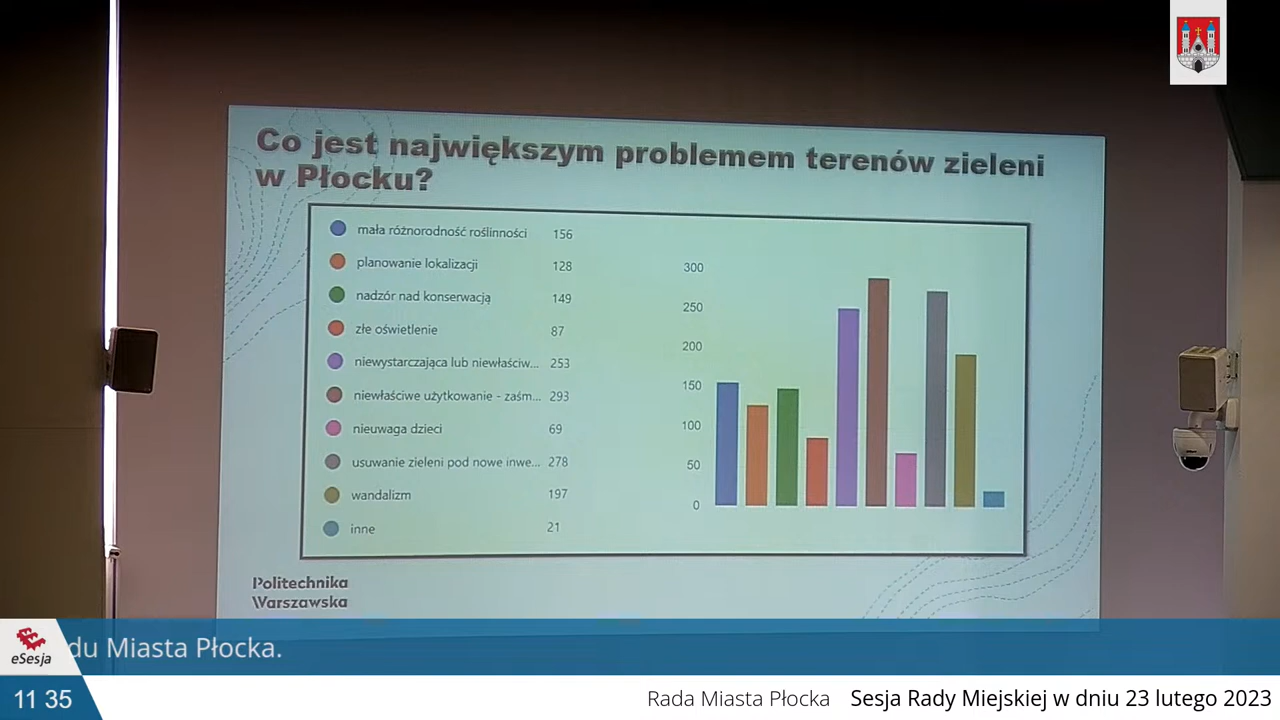 Co jest największym problemem terenów zieleni
w Płocku?
mała różnorodność roślinności 156
planowanie lokalizacji 128
nadzór nad konserwacją 149
złe oświetlenie 87
niewystarczająca lub niewłaściw... 253
niewłaściwe użytkowanie - zaśm... 293
nieuwaga dzieci 69
usuwanie zieleni pod nowe inwe... 278
wandalizm 197
inne 21
300
250
200
150
100
50
0
Politechnika
Warszawska
du Miasta Płocka.
eSesja
11 35
Rada Miasta Płocka Sesja Rady Miejskiej w dniu 23 lutego 2023